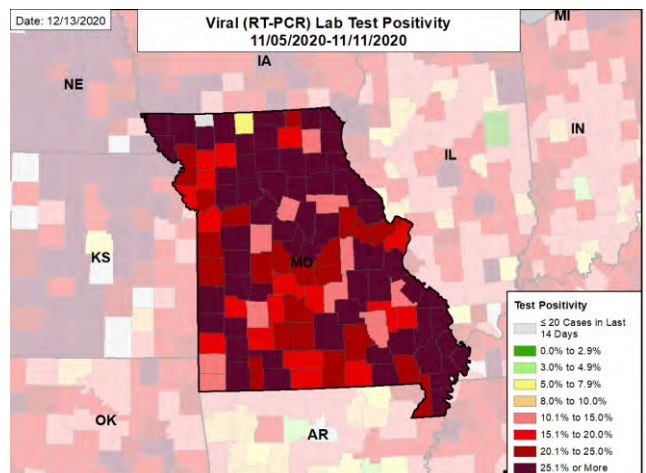 Date: 12/13/2020
Viral (RT-PCR) Lab Test Positivity
11/05/2020-11/11/2020
MI
IA
NE
IN
IL
KS
MO
OK
AR
Test Positivity
≤ 20 Cases in Last
14 Days
0.0% to 2.9%
3.0% to 4.9%
5.0% to 7.9%
8.0% to 10.0%
10.1% to 15.0%
15.1% to 20.0%
20.1% to 25.0%
25.1% or More